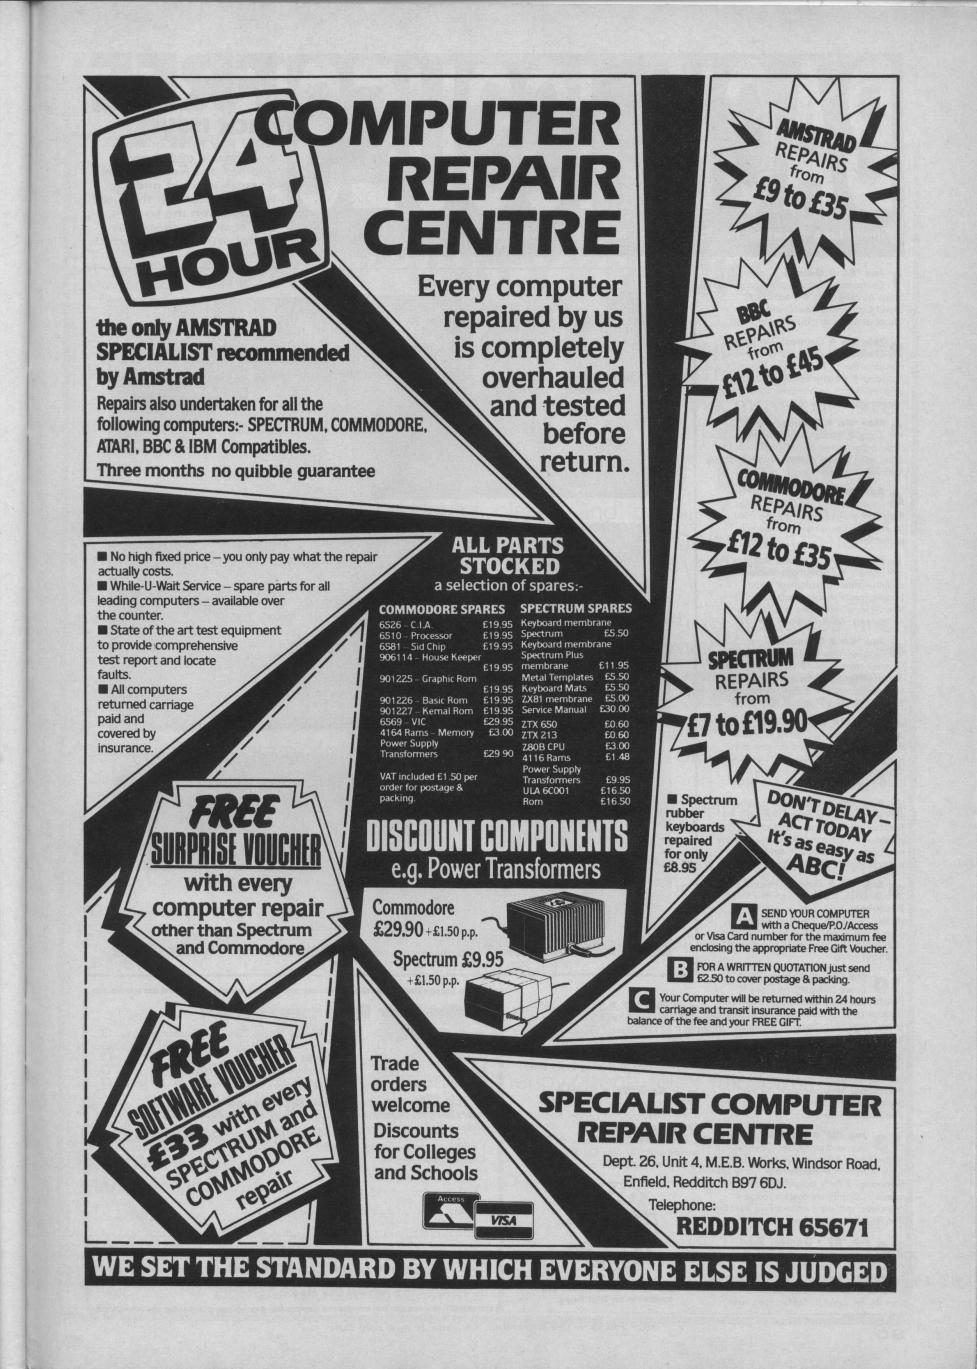 24
HOUR
COMPUTER
REPAIR
CENTRE
Every computer
repaired by us
is completely
overhauled
and tested
before
return.
the only AMSTRAD
SPECIALIST recommended
by Amstrad
Repairs also undertaken for all the
following computers:- SPECTRUM, COMMODORE,
ATARI, BBC & IBM Compatibles.
Three months no quibble guarantee
AMSTRAD
REPAIRS
from
£9 to £35
BBC
REPAIRS
from
£12 to £45
COMMODORE
REPAIRS
from
£12 to £35
SPECTRUM
REPAIRS
from
£7 to £19.90
■ No high fixed price – you only pay what the repair
actually costs.
■ While-U-Wait Service – spare parts for all
leading computers – available over
the counter.
■ State of the art test equipment
to provide comprehensive
test report and locate
faults.
■ All computers
returned carriage
paid and
covered by
insurance.
ALL PARTS
STOCKED
a selection of spares:-
COMMODORE SPARES
6526 – C.I.A. £19.95
6510 – Processor £19.95
6581 – Sid Chip £19.95
906114 – House Keeper
£19.95
901225 – Graphic Rom
£19.95
901226 – Basic Rom £19.95
901227 – Kernal Rom £19.95
6569 – VIC £29.95
4164 Rams – Memory £3.00
Power Supply
Transformers £29 90
VAT included £1.50 per
order for postage &
packing.
SPECTRUM SPARES
Keyboard membrane
Spectrum £5.50
Keyboard membrane
Spectrum Plus
membrane £11.95
Metal Templates £5.50
Keyboard Mats £5.50
ZX81 membrane £5.00
Service Manual £30.00
ZTX 650 £0.60
ZTX 213 £0.60
Z80B CPU £3.00
4116 Rams £1.48
Power Supply
Transformers £9.95
ULA 6C001 £16.50
Rom £16.50
■ Spectrum
rubber
keyboards
repaired
for only
£8.95
DON'T DELAY –
ACT TODAY
It's as easy as
ABC!
FREE
SURPRISE VOUCHER
with every
computer repair
other than Spectrum
and Commodore
DISCOUNT COMPONENTS
e.g. Power Transformers
Commodore
£29.90 +£1.50 p.p.
Spectrum £9.95
+£1.50 p.p.
A SEND YOUR COMPUTER
with a Cheque/P.O./Access
or Visa Card number for the maximum fee
enclosing the appropriate Free Gift Voucher.
B FOR A WRITTEN QUOTATION just send
£2.50 to cover postage & packing.
C Your Computer will be returned within 24 hours
carriage and transit insurance paid with the
balance of the fee and your FREE GIFT.
FREE
SOFTWARE VOUCHER
£33 with every
SPECTRUM and
COMMODORE
repair
Trade
orders
welcome
Discounts
for Colleges
and Schools
Access
VISA
SPECIALIST COMPUTER
REPAIR CENTRE
Dept. 26, Unit 4, M.E.B. Works, Windsor Road,
Enfield, Redditch B97 6DJ.
Telephone:
REDDITCH 65671
WE SET THE STANDARD BY WHICH EVERYONE ELSE IS JUDGED